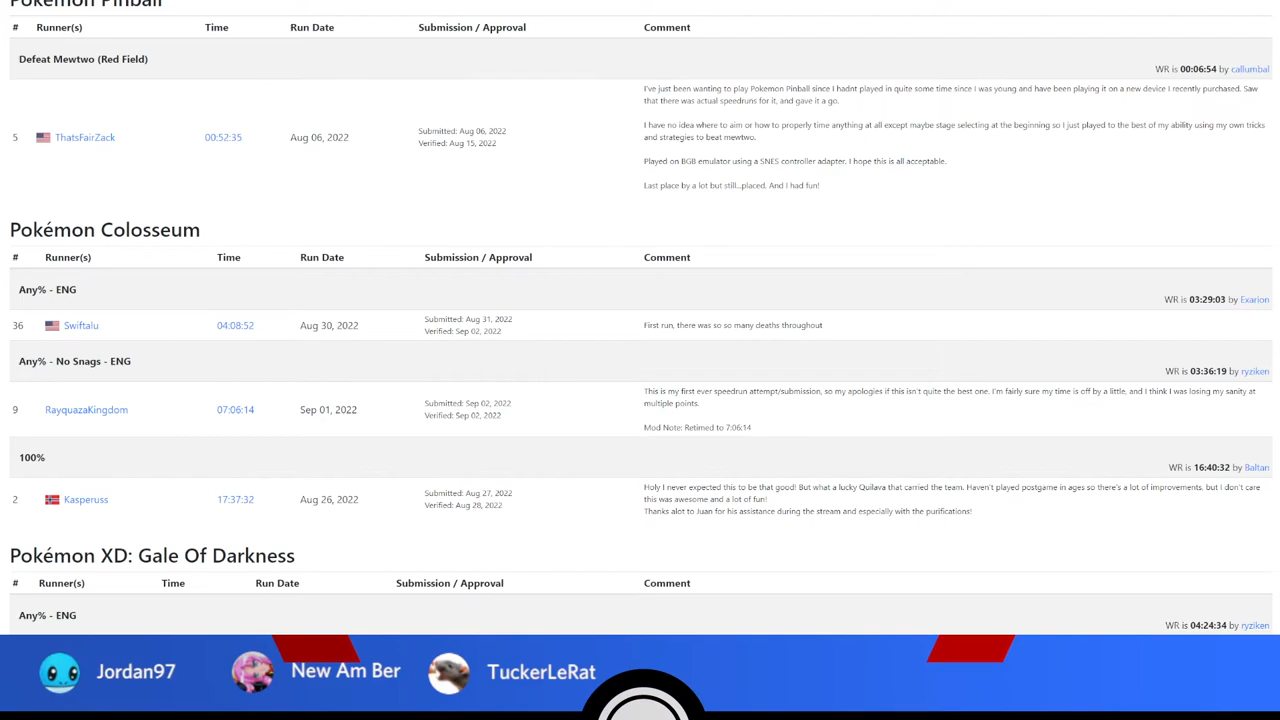 Pokémon Pinball
# Runner(s) Time Run Date Submission / Approval Comment
Defeat Mewtwo (Red Field)
WR is 00:06:54 by callumbal
5 ThatsFairZack 00:52:35 Aug 06, 2022 Submitted: Aug 06, 2022
Verified: Aug 15, 2022
I've just been wanting to play Pokemon Pinball since I hadnt played in quite some time since I was young and have been playing it on a new device I recently purchased. Saw
that there was actual speedruns for it, and gave it a go.
I have no idea where to aim or how to properly time anything at all except maybe stage selecting at the beginning so I just played to the best of my ability using my own tricks
and strategies to beat mewtwo.
Played on BGB emulator using a SNES controller adapter. I hope this is all acceptable.
Last place by a lot but still...placed. And I had fun!
Pokémon Colosseum
# Runner(s) Time Run Date Submission / Approval Comment
Any% - ENG
WR is 03:29:03 by Exarion
36 Swiftalu 04:08:52 Aug 30, 2022 Submitted: Aug 31, 2022
Verified: Sep 02, 2022
First run, there was so so many deaths throughout
Any% - No Snags - ENG
WR is 03:36:19 by ryziken
9 RayquazaKingdom 07:06:14 Sep 01, 2022 Submitted: Sep 02, 2022
Verified: Sep 02, 2022
This is my first ever speedrun attempt/submission, so my apologies if this isn't quite the best one. I'm fairly sure my time is off by a little, and I think I was losing my sanity at
multiple points.
Mod Note: Retimed to 7:06:14
100%
WR is 16:40:32 by Baltan
2 Kasperuss 17:37:32 Aug 26, 2022 Submitted: Aug 27, 2022
Verified: Aug 28, 2022
Holy I never expected this to be that good! But what a lucky Quilava that carried the team. Haven't played postgame in ages so there's a lot of improvements, but I don't care
this was awesome and a lot of fun!
Thanks alot to Juan for his assistance during the stream and especially with the purifications!
Pokémon XD: Gale Of Darkness
# Runner(s) Time Run Date Submission / Approval Comment
Any% - ENG
WR is 04:24:34 by ryziken
Jordan97 New Am Ber TuckerLeRat